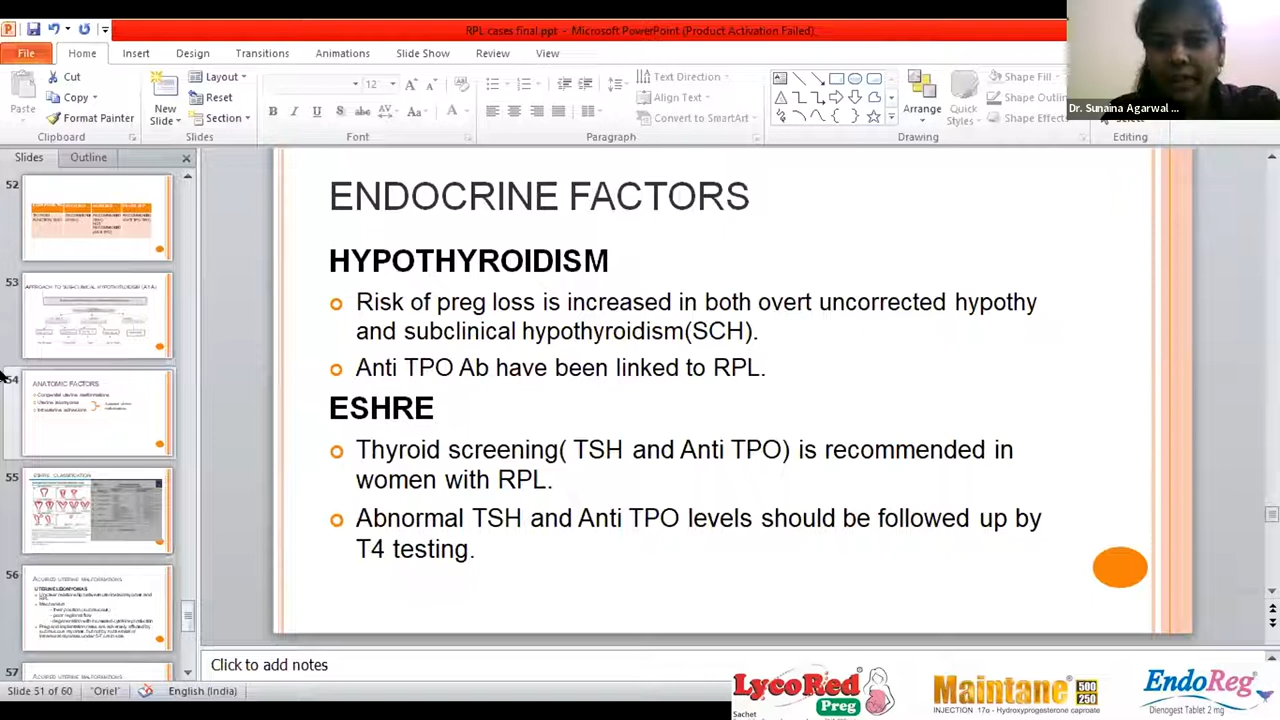 RPL cases final.ppt - Microsoft PowerPoint (Product Activation Failed)
File Home Insert Design Transitions Animations Slide Show Review View
Cut
Copy
Format Painter
Paste
Clipboard
New Slide
Layout
Reset
Section
Slides
12
Font
Text Direction
Align Text
Convert to SmartArt
Paragraph
Arrange
Quick Styles
Shape Fill
Shape Outline
Shape Effects
Drawing
Select
Editing
Dr. Sunaina Agarwal ...
Slides Outline
52
53
54
ANATOMIC FACTORS
55
ESHRE CLASSIFICATION
56
57
ENDOCRINE FACTORS
HYPOTHYROIDISM
Risk of preg loss is increased in both overt uncorrected hypothy
and subclinical hypothyroidism(SCH).
Anti TPO Ab have been linked to RPL.
ESHRE
Thyroid screening( TSH and Anti TPO) is recommended in
women with RPL.
Abnormal TSH and Anti TPO levels should be followed up by
T4 testing.
Click to add notes
Slide 51 of 60 "Oriel" English (India)
LycoRed
Preg
Sachet
Maintane 500 250
INJECTION 17α - Hydroxyprogesterone caproate
EndoReg
Dienogest Tablet 2 mg